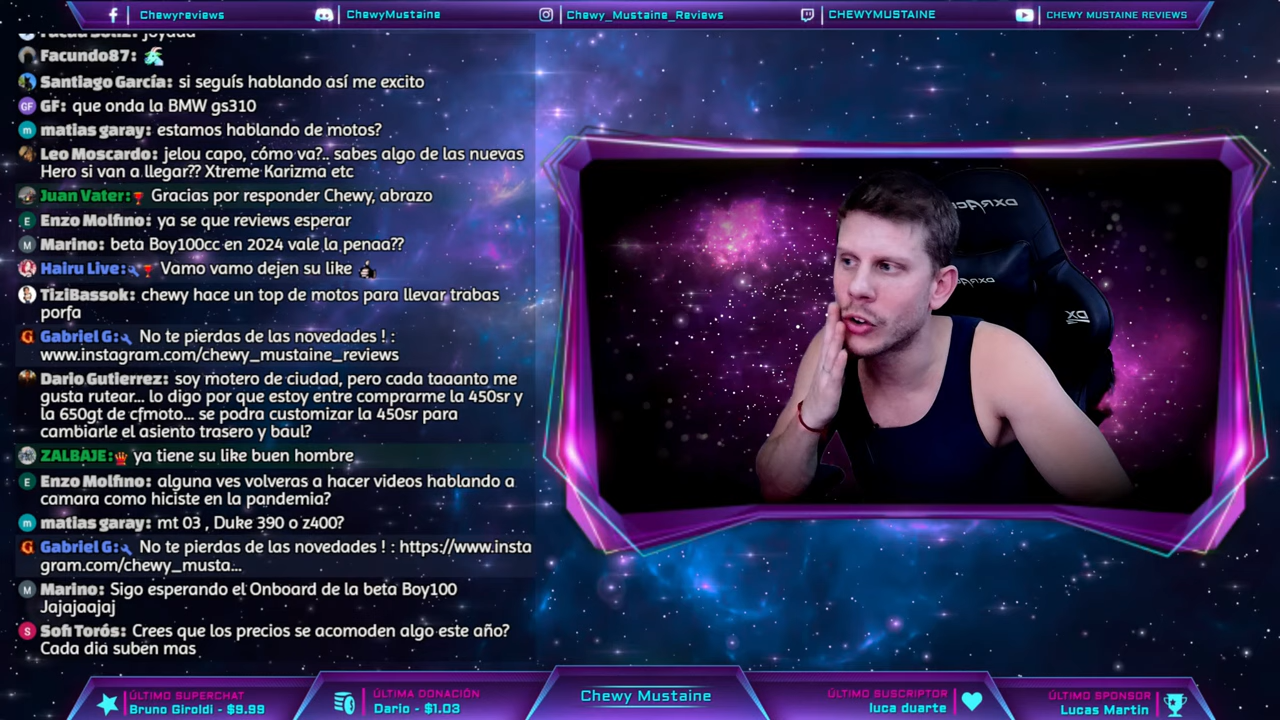 Chewyreviews
ChewyMustaine
Chewy_Mustaine_Reviews
CHEWYMUSTAINE
CHEWY MUSTAINE REVIEWS
Facundo87:
Santiago García: si seguís hablando así me excito
GF GF: que onda la BMW gs310
m matias garay: estamos hablando de motos?
Leo Moscardo: jelou capo, cómo va?.. sabes algo de las nuevas
Hero si van a llegar?? Xtreme Karizma etc
Juan Vater: Gracias por responder Chewy, abrazo
E Enzo Molfino: ya se que reviews esperar
M Marino: beta Boy100cc en 2024 vale la penaa??
Hairu Live: Vamo vamo dejen su like
TiziBassok: chewy hace un top de motos para llevar trabas
porfa
G Gabriel G: No te pierdas de las novedades ! :
www.instagram.com/chewy_mustaine_reviews
Dario Gutierrez: soy motero de ciudad, pero cada taaanto me
gusta rutear... lo digo por que estoy entre comprarme la 450sr y
la 650gt de cfmoto... se podra customizar la 450sr para
cambiarle el asiento trasero y baul?
ZALBAJE: ya tiene su like buen hombre
E Enzo Molfino: alguna ves volveras a hacer videos hablando a
camara como hiciste en la pandemia?
m matias garay: mt 03 , Duke 390 o z400?
G Gabriel G: No te pierdas de las novedades ! : https://www.insta
gram.com/chewy_musta...
M Marino: Sigo esperando el Onboard de la beta Boy100
Jajajaajaj
S Sofi Torós: Crees que los precios se acomoden algo este año?
Cada dia suben mas
DX
ÚLTIMO SUPERCHAT
Bruno Giroldi - $9.99
ÚLTIMA DONACIÓN
Dario - $1.03
Chewy Mustaine
ÚLTIMO SUSCRIPTOR
luca duarte
ÚLTIMO SPONSOR
Lucas Martin